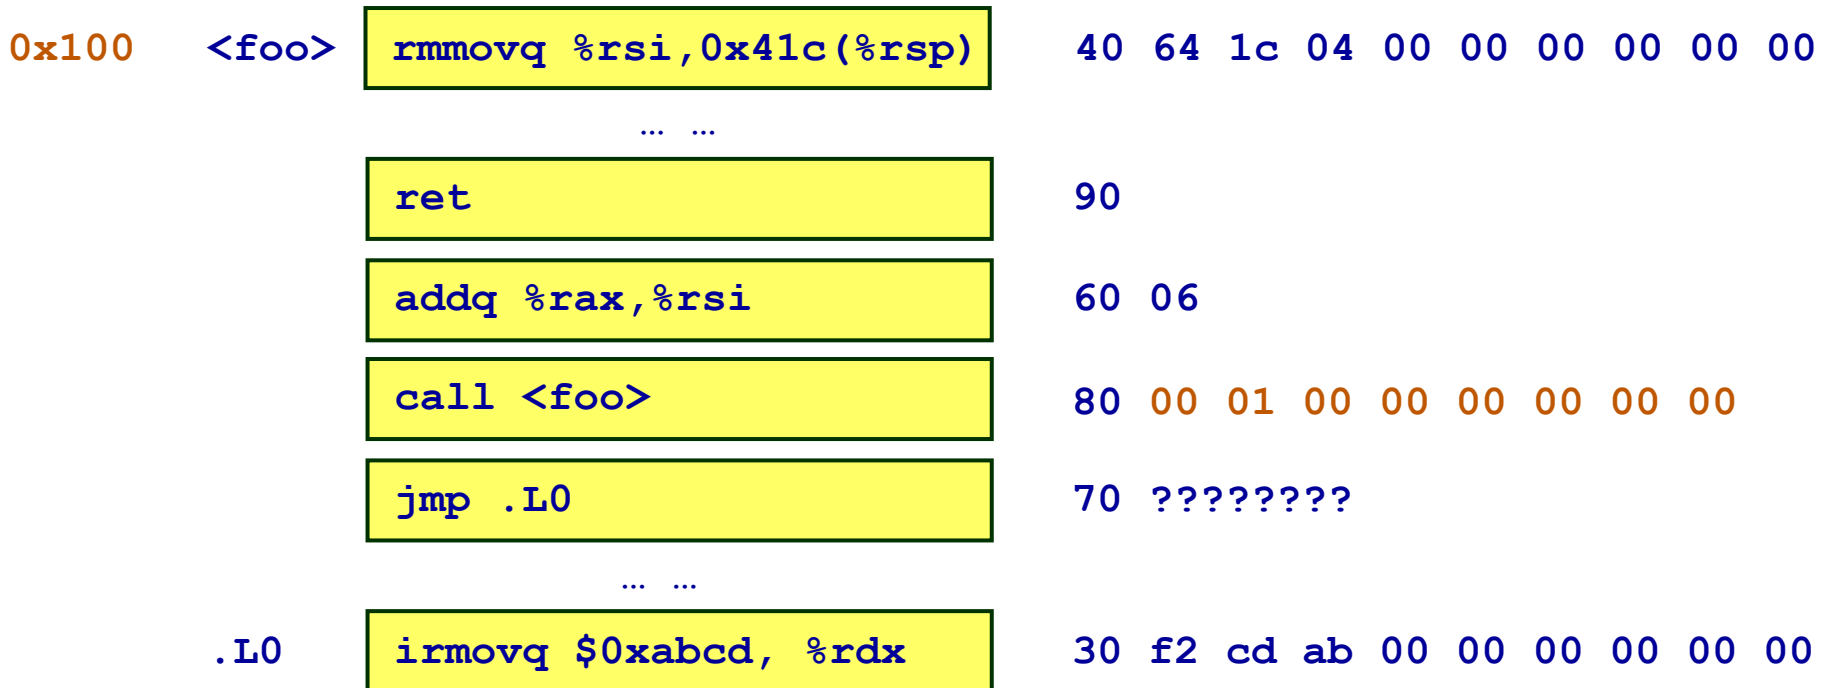 0x100 <foo> rmmovq %rsi,0x41c(%rsp) 40 64 1c 04 00 00 00 00 00 00
… …
ret 90
addq %rax,%rsi 60 06
call <foo> 80 00 01 00 00 00 00 00 00
jmp .L0 70 ????????
… …
.L0 irmovq $0xabcd, %rdx 30 f2 cd ab 00 00 00 00 00 00